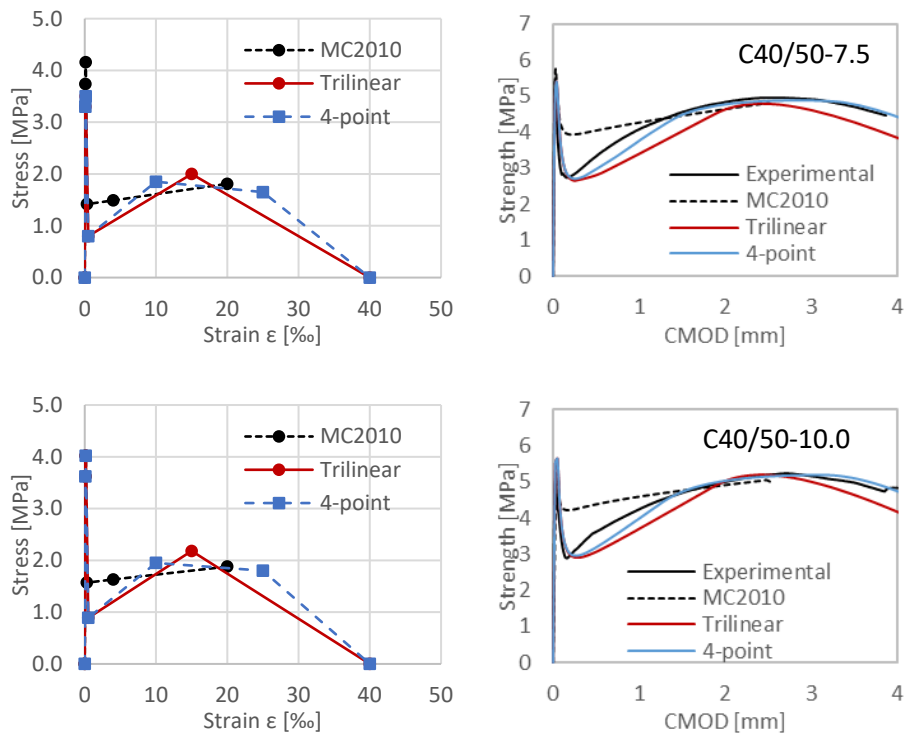 5.0
4.0
3.0
2.0
1.0
0.0
Stress [MPa]
MC2010
Trilinear
4-point
0
10
20
30
40
50
Strain ε [‰]
7
6
5
4
3
2
1
0
Strength [MPa]
C40/50-7.5
Experimental
MC2010
Trilinear
4-point
0
1
2
3
4
CMOD [mm]
5.0
4.0
3.0
2.0
1.0
0.0
Stress [MPa]
MC2010
Trilinear
4-point
0
10
20
30
40
50
Strain ε [‰]
7
6
5
4
3
2
1
0
Strength [MPa]
C40/50-10.0
Experimental
MC2010
Trilinear
4-point
0
1
2
3
4
CMOD [mm]